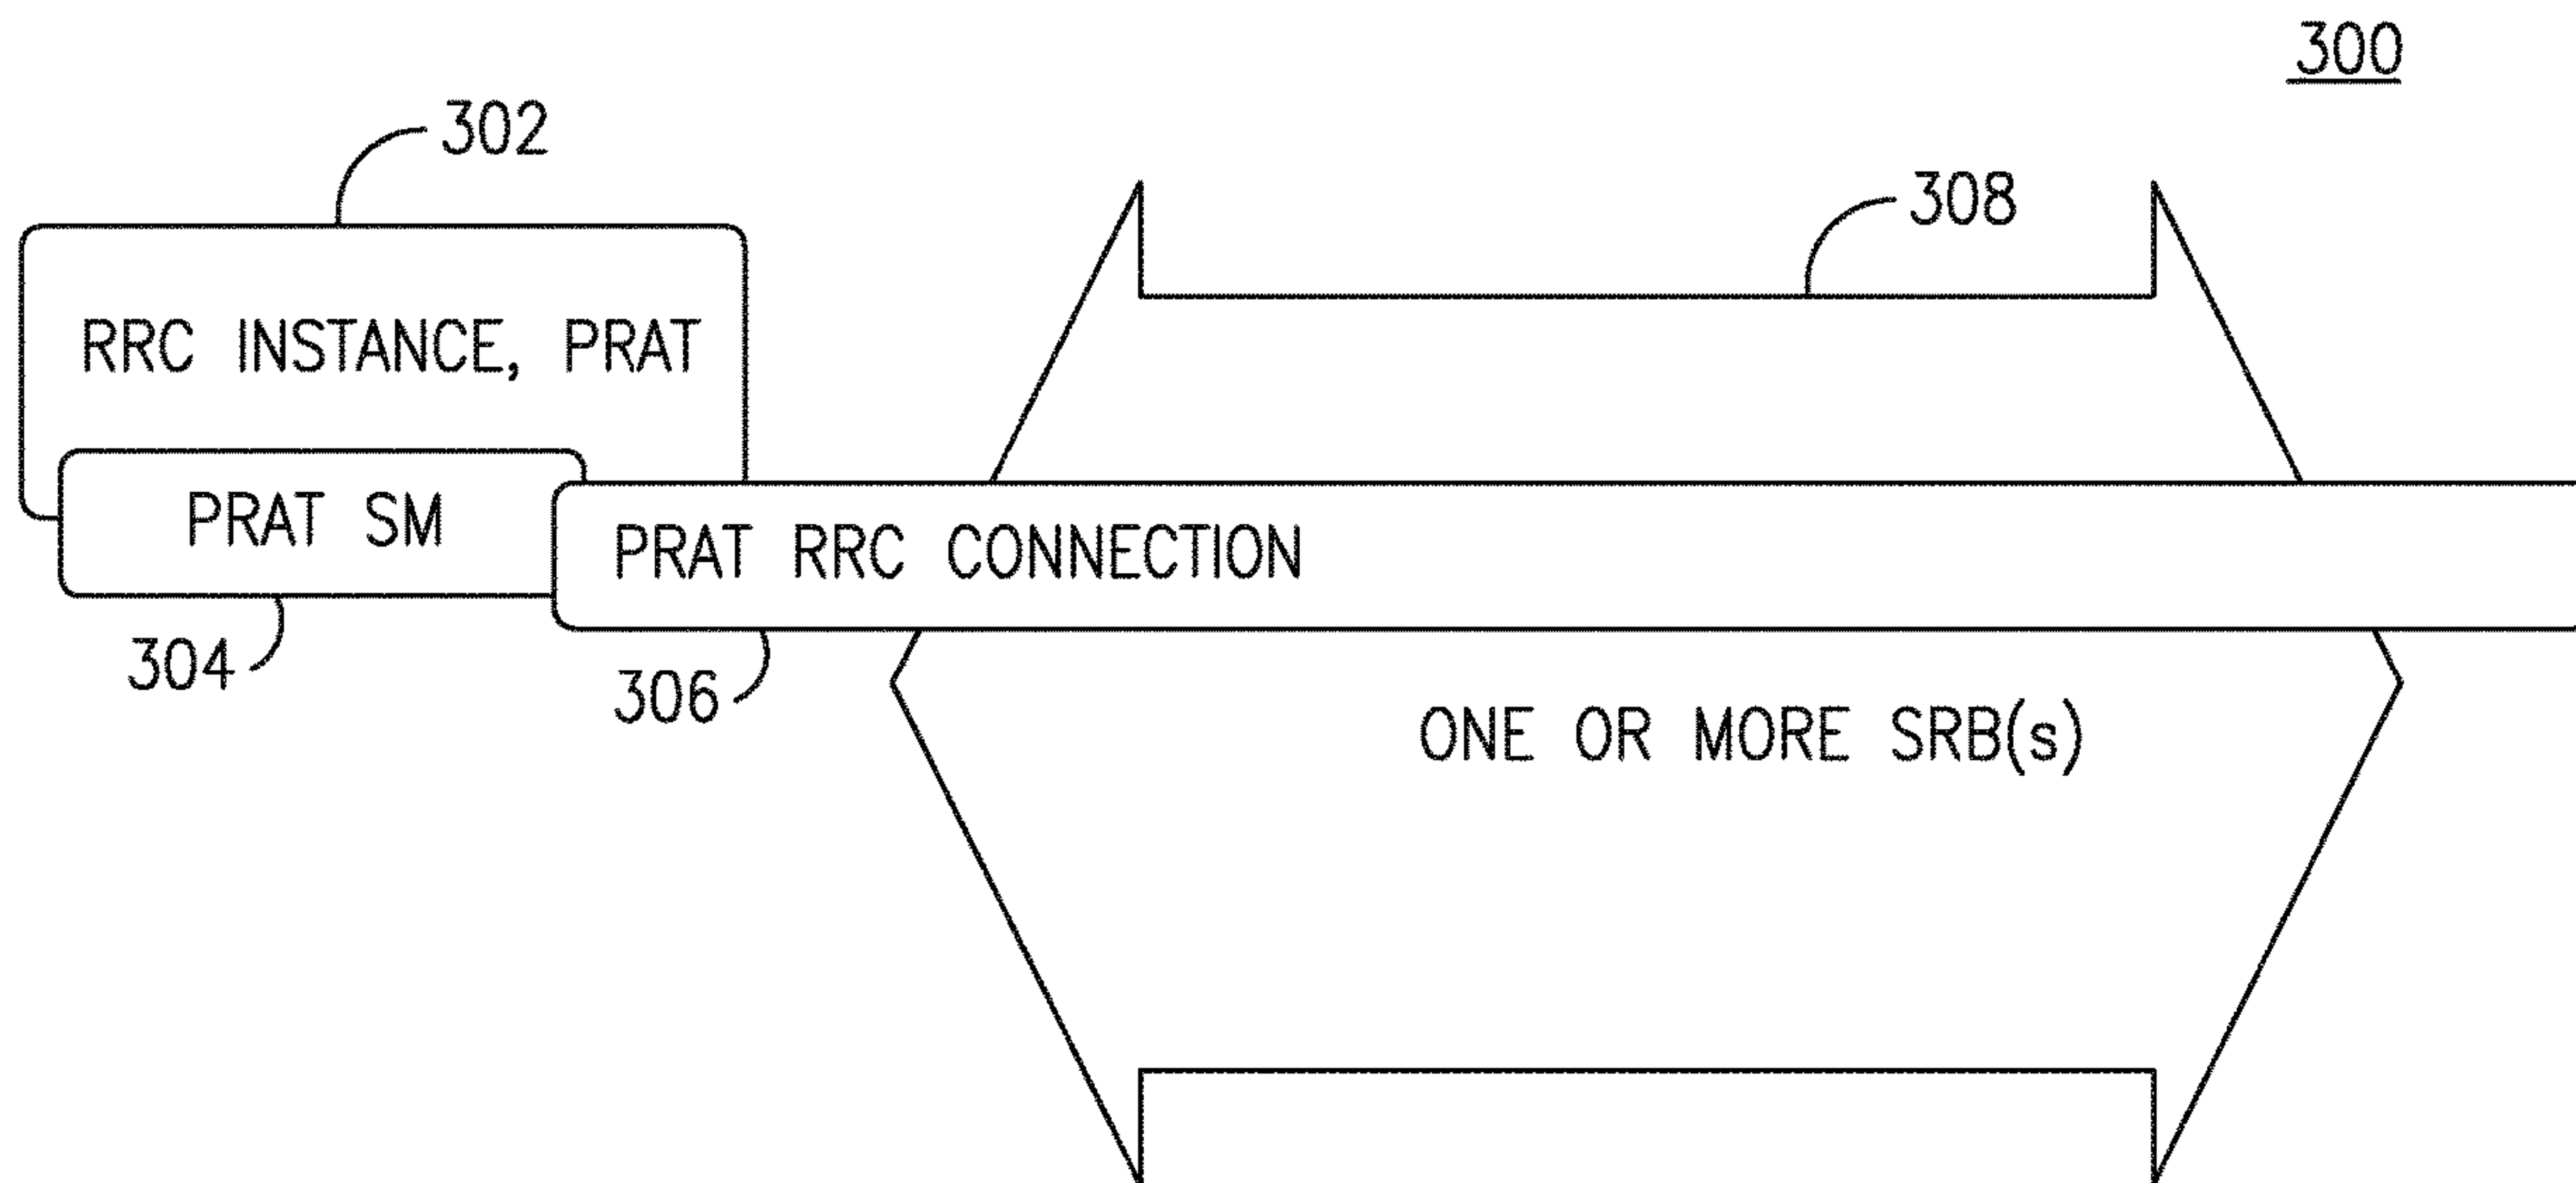 300
302
308
RRC INSTANCE, PRAT
PRAT SM
PRAT RRC CONNECTION
304
306
ONE OR MORE SRB(s)